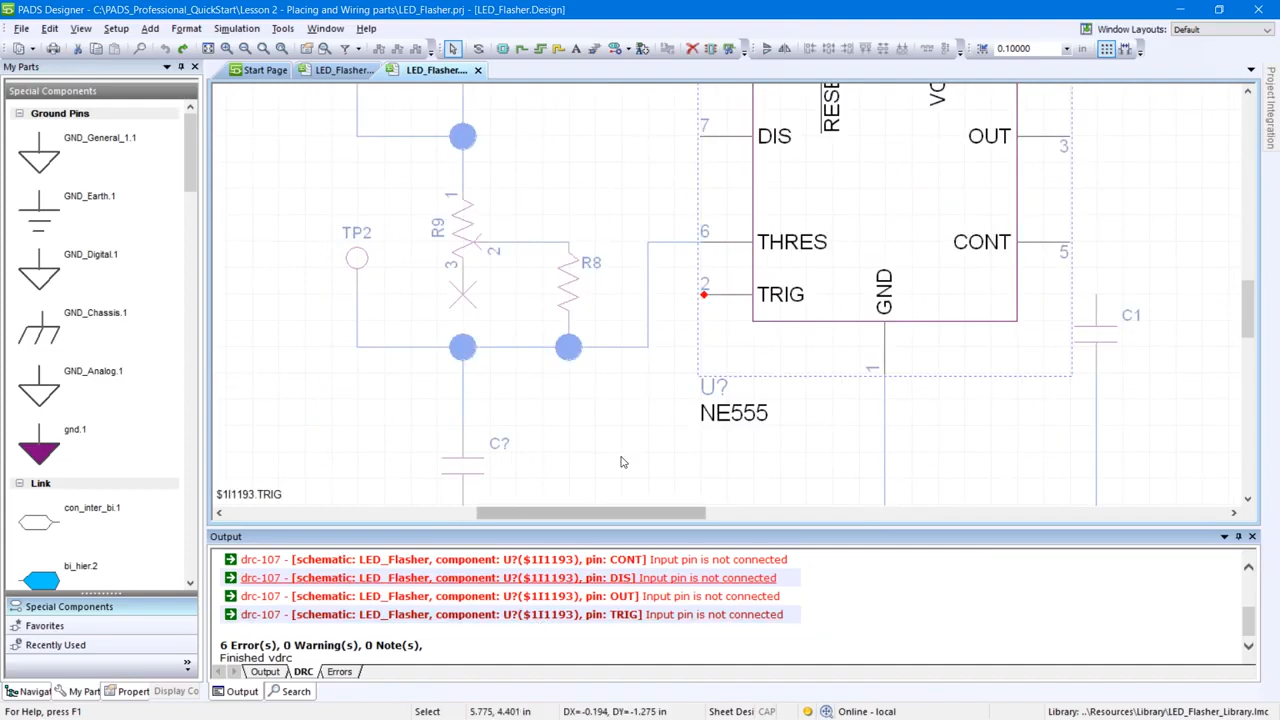 PADS Designer - C:\PADS_Professional_QuickStart\Lesson 2 - Placing and Wiring parts\LED_Flasher.prj - [LED_Flasher.Design]
File Edit View Setup Add Format Simulation Tools Window Help
Window Layouts: Default
0.10000
My Parts
Start Page LED_Flasher... LED_Flasher....
Special Components
Ground Pins
GND_General_1.1
GND_Earth.1
GND_Digital.1
GND_Chassis.1
GND_Analog.1
gnd.1
Link
con_inter_bi.1
bi_hier.2
Special Components
Favorites
Recently Used
Navigat My Part Propert Display Co
Project Integration
7 DIS
RESE
VC
OUT 3
1
R9
2
3
TP2
R8
6 THRES
CONT 5
2 TRIG
GND
1
C1
U?
NE555
C?
$1I1193.TRIG
Output
drc-107 - [schematic: LED_Flasher, component: U?($1I1193), pin: CONT] Input pin is not connected
drc-107 - [schematic: LED_Flasher, component: U?($1I1193), pin: DIS] Input pin is not connected
drc-107 - [schematic: LED_Flasher, component: U?($1I1193), pin: OUT] Input pin is not connected
drc-107 - [schematic: LED_Flasher, component: U?($1I1193), pin: TRIG] Input pin is not connected
6 Error(s), 0 Warning(s), 0 Note(s),
Finished vdrc
Output DRC Errors
Output Search
For Help, press F1 Select 5.775, 4.401 in DX=-0.194, DY=-1.275 in Sheet Desi CAP Online - local Library: ..\Resources\Library\LED_Flasher_Library.lmc